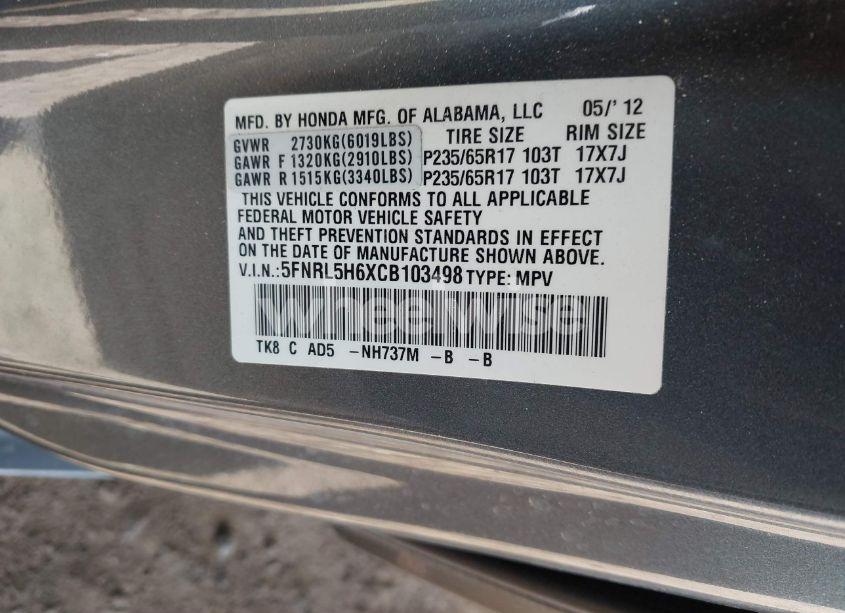 MFD. BY HONDA MFG. OF ALABAMA, LLC 05/' 12
GVWR 2730KG(6019LBS) TIRE SIZE RIM SIZE
GAWR F 1320KG(2910LBS) P235/65R17 103T 17X7J
GAWR R 1515KG(3340LBS) P235/65R17 103T 17X7J
THIS VEHICLE CONFORMS TO ALL APPLICABLE
FEDERAL MOTOR VEHICLE SAFETY
AND THEFT PREVENTION STANDARDS IN EFFECT
ON THE DATE OF MANUFACTURE SHOWN ABOVE.
V.I.N.:5FNRL5H6XCB103498 TYPE: MPV
wheelwise
TK8 C AD5 -NH737M -B -B